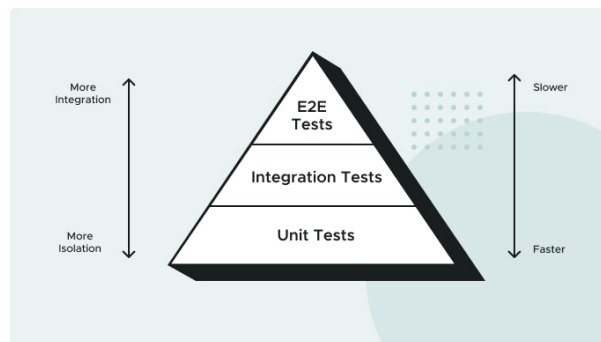 More
Integration
E2E
Tests
Slower
Integration Tests
More
Isolation
Unit Tests
Faster